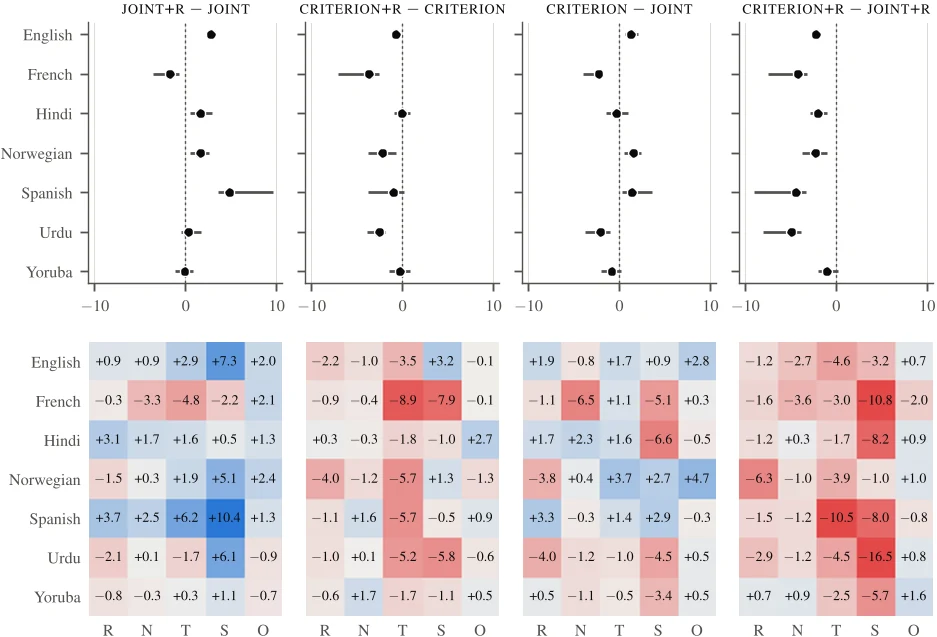 JOINT+R − JOINT CRITERION+R − CRITERION CRITERION − JOINT CRITERION+R − JOINT+R
English
French
Hindi
Norwegian
Spanish
Urdu
Yoruba
−10 0 10 −10 0 10 −10 0 10 −10 0 10
English +0.9 +0.9 +2.9 +7.3 +2.0 −2.2 −1.0 −3.5 +3.2 −0.1 +1.9 −0.8 +1.7 +0.9 +2.8 −1.2 −2.7 −4.6 −3.2 +0.7
French −0.3 −3.3 −4.8 −2.2 +2.1 −0.9 −0.4 −8.9 −7.9 −0.1 −1.1 −6.5 +1.1 −5.1 +0.3 −1.6 −3.6 −3.0 −10.8 −2.0
Hindi +3.1 +1.7 +1.6 +0.5 +1.3 +0.3 −0.3 −1.8 −1.0 +2.7 +1.7 +2.3 +1.6 −6.6 −0.5 −1.2 +0.3 −1.7 −8.2 +0.9
Norwegian −1.5 +0.3 +1.9 +5.1 +2.4 −4.0 −1.2 −5.7 +1.3 −1.3 −3.8 +0.4 +3.7 +2.7 +4.7 −6.3 −1.0 −3.9 −1.0 +1.0
Spanish +3.7 +2.5 +6.2 +10.4 +1.3 −1.1 +1.6 −5.7 −0.5 +0.9 +3.3 −0.3 +1.4 +2.9 −0.3 −1.5 −1.2 −10.5 −8.0 −0.8
Urdu −2.1 +0.1 −1.7 +6.1 −0.9 −1.0 +0.1 −5.2 −5.8 −0.6 −4.0 −1.2 −1.0 −4.5 +0.5 −2.9 −1.2 −4.5 −16.5 +0.8
Yoruba −0.8 −0.3 +0.3 +1.1 −0.7 −0.6 +1.7 −1.7 −1.1 +0.5 +0.5 −1.1 −0.5 −3.4 +0.5 +0.7 +0.9 −2.5 −5.7 +1.6
R N T S O R N T S O R N T S O R N T S O